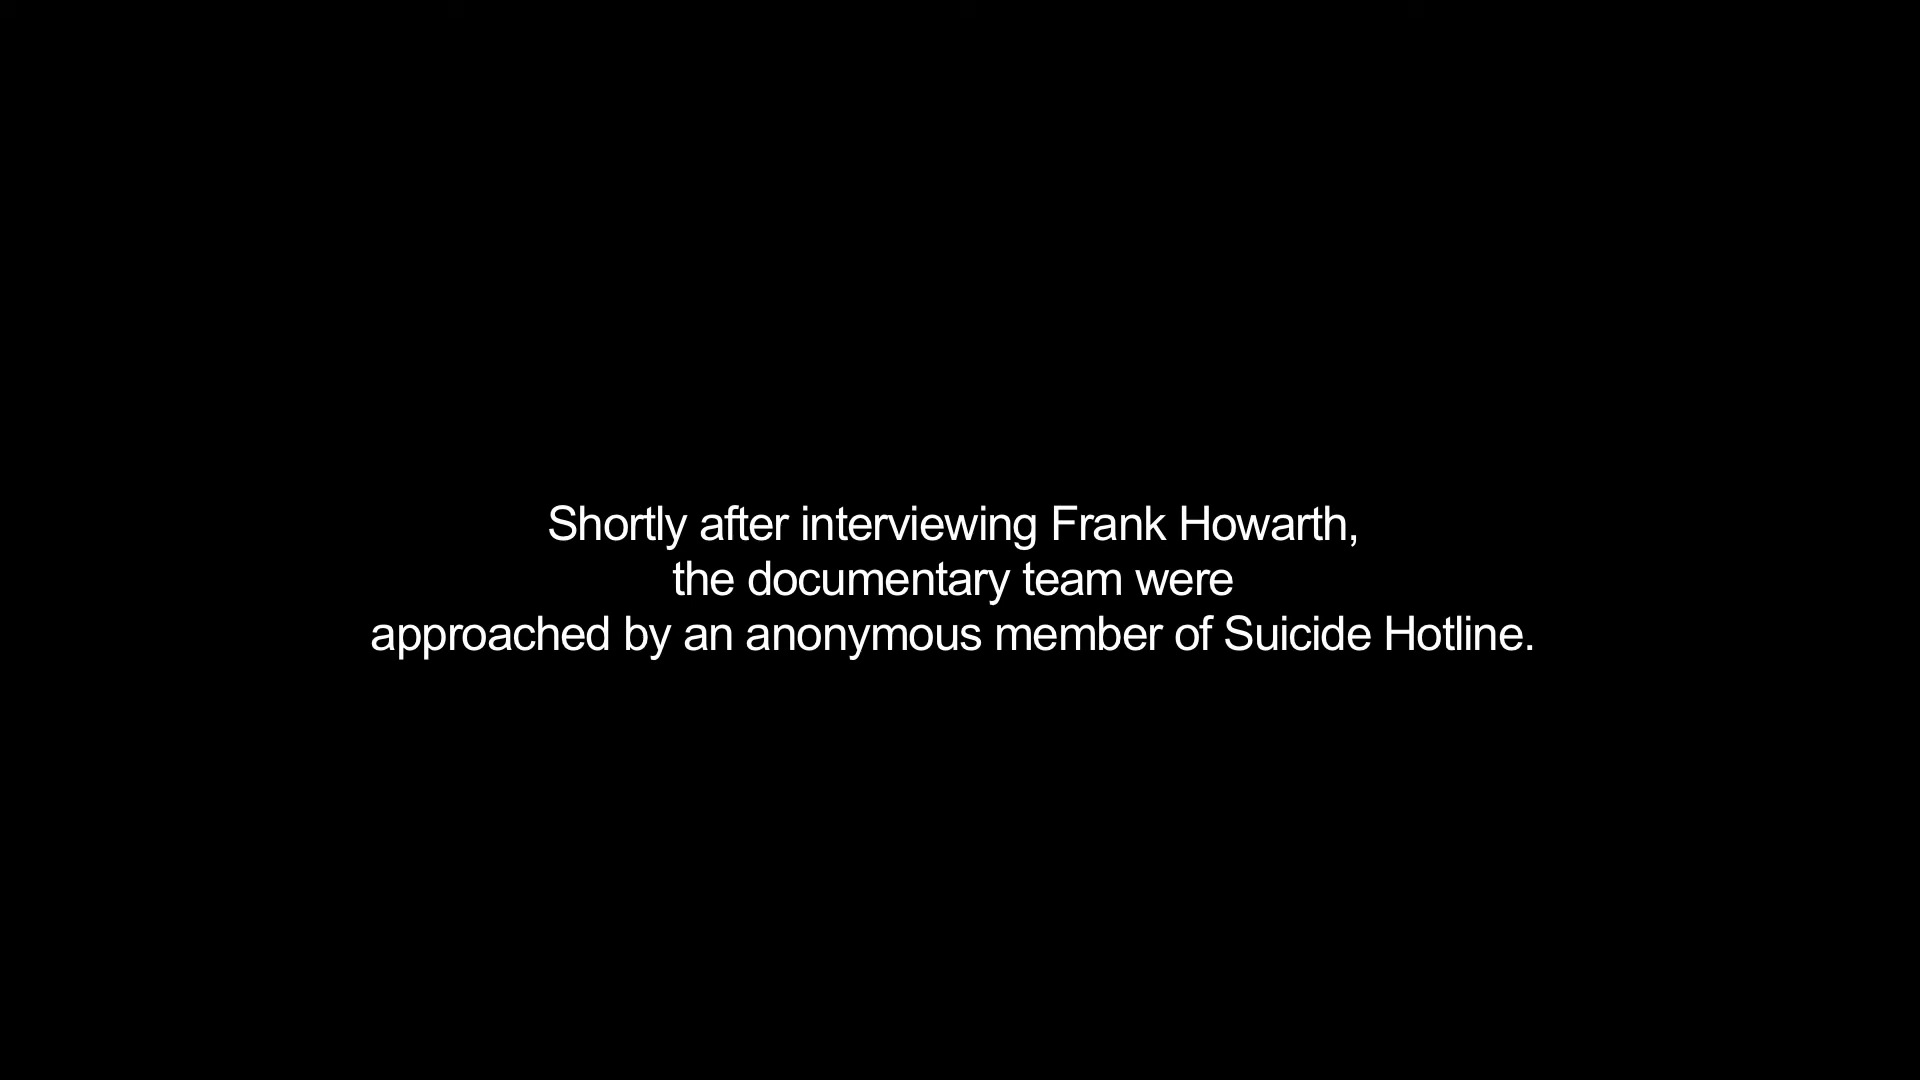 Shortly after interviewing Frank Howarth,
the documentary team were
approached by an anonymous member of Suicide Hotline.